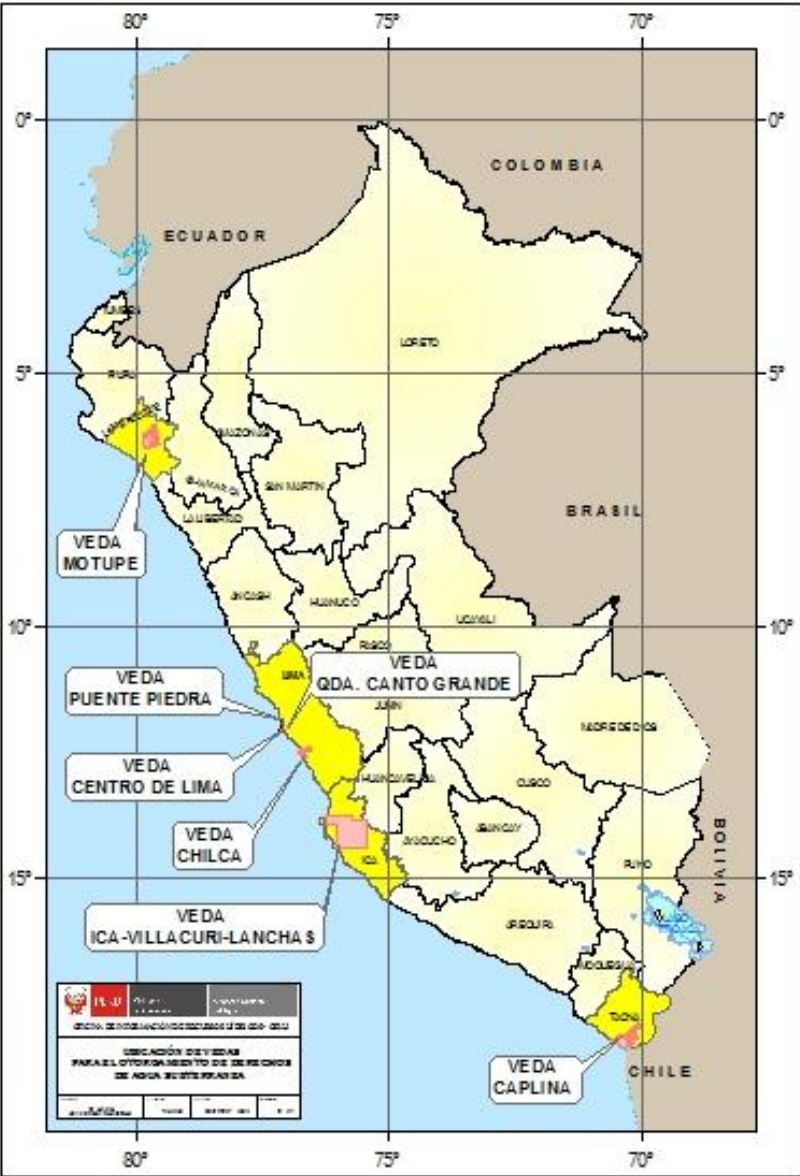 80°
75°
70°
0°
0°
COLOMBIA
ECUADOR
LORETO
5°
5°
PIURA
AMAZONAS
SAN MARTIN
BRASIL
LA LIBERTAD
VEDA
MOTUPE
ANCASH
HUANUCO
UCAYALI
10°
10°
PASCO
VEDA
PUENTE PIEDRA
LIMA
VEDA
QDA. CANTO GRANDE
JUNIN
MADRE DE DIOS
VEDA
CENTRO DE LIMA
HUANCAVELICA
CUSCO
VEDA
CHILCA
AYACUCHO
ABANCAY
BOLIVIA
ICA
PUNO
15°
15°
VEDA
ICA-VILLACURI-LANCHAS
AREQUIPA
MOQUEGUA
TACNA
PERÚ
UBICACIÓN DE VEDAS
PARA EL OTORGAMIENTO DE DERECHOS
DE AGUA SUBTERRANEA
VEDA
CAPLINA
CHILE
80°
75°
70°